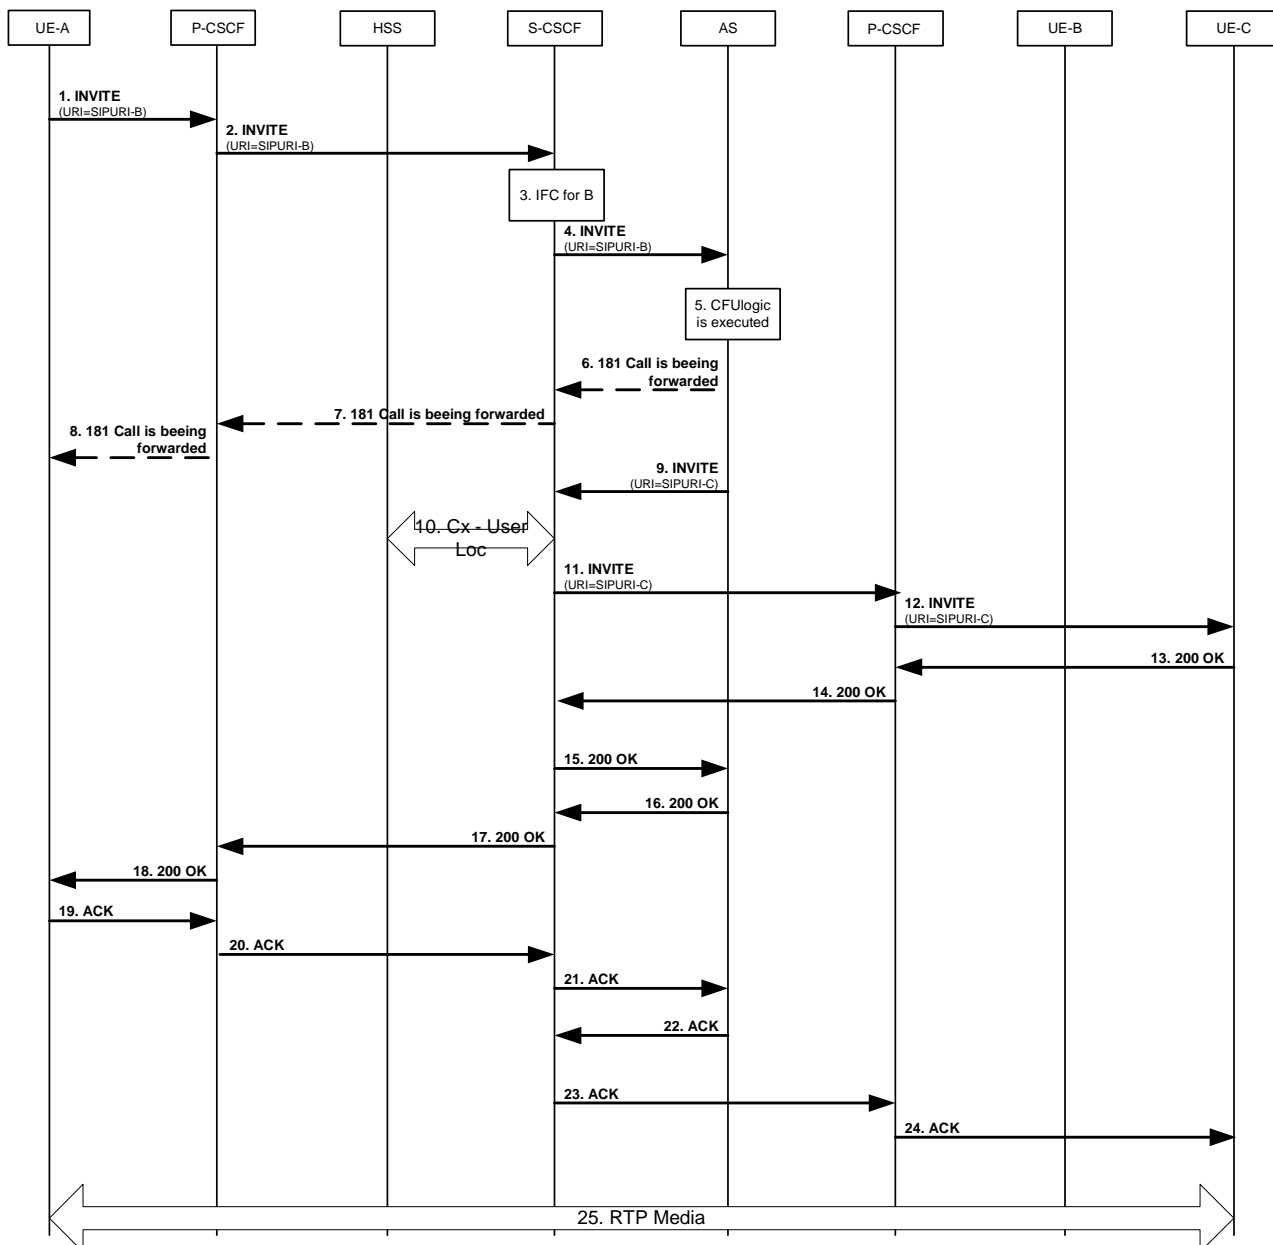 UE-A
P-CSCF
HSS
S-CSCF
AS
P-CSCF
UE-B
UE-C
1. INVITE
(URI=SIPURI-B)
2. INVITE
(URI=SIPURI-B)
3. IFC for B
4. INVITE
(URI=SIPURI-B)
5. CFUlogic
is executed
6. 181 Call is beeing
forwarded
7. 181 Call is beeing forwarded
8. 181 Call is beeing
forwarded
9. INVITE
(URI=SIPURI-C)
10. Cx - User
Loc
11. INVITE
(URI=SIPURI-C)
12. INVITE
(URI=SIPURI-C)
13. 200 OK
14. 200 OK
15. 200 OK
16. 200 OK
17. 200 OK
18. 200 OK
19. ACK
20. ACK
21. ACK
22. ACK
23. ACK
24. ACK
25. RTP Media